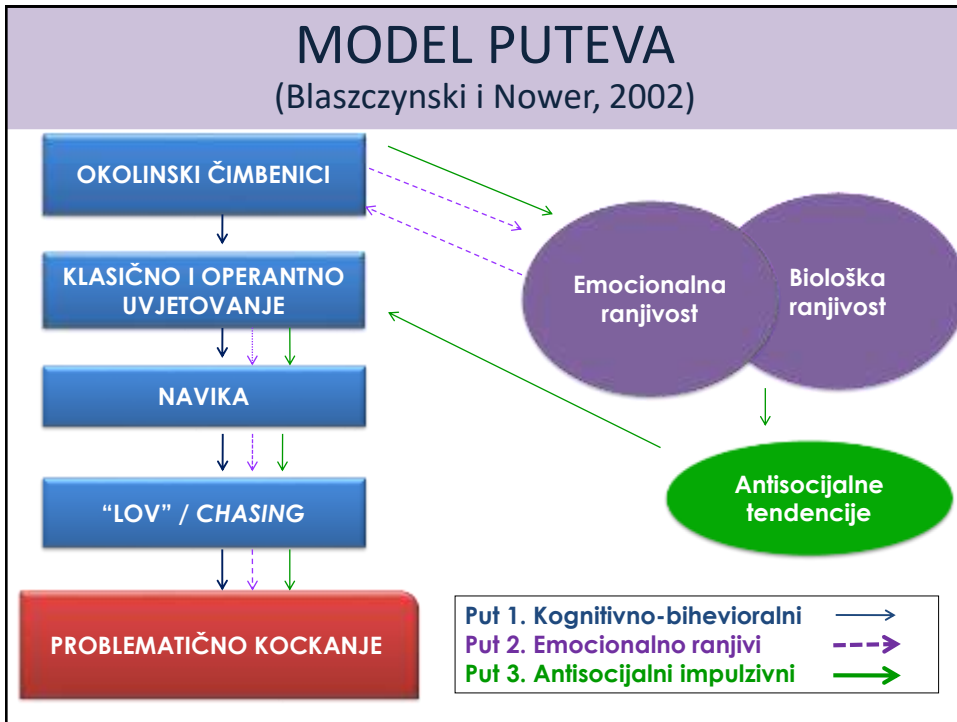 MODEL PUTEVA
(Blaszczynski i Nower, 2002)
OKOLINSKI ČIMBENICI
KLASIČNO I OPERANTNO
UVJETOVANJE
NAVIKA
“LOV” / CHASING
PROBLEMATIČNO KOCKANJE
Emocionalna
ranjivost
Biološka
ranjivost
Antisocijalne
tendencije
Put 1. Kognitivno-bihevioralni
Put 2. Emocionalno ranjivi
Put 3. Antisocijalni impulzivni